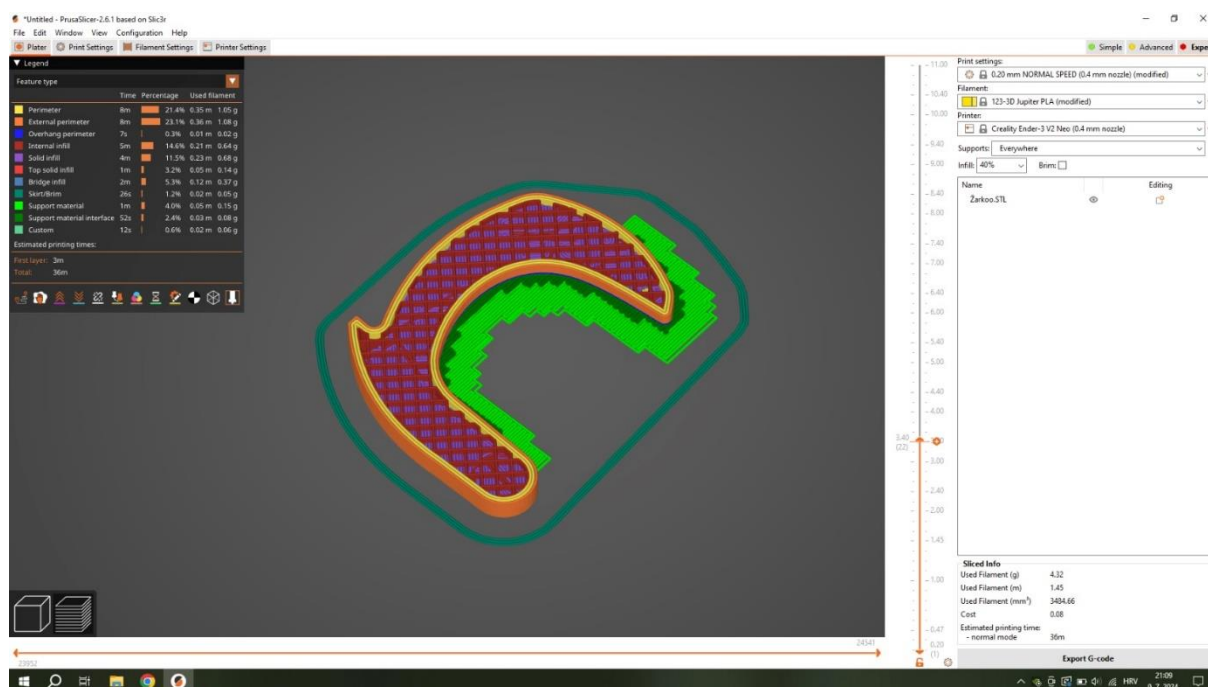 *Untitled - PrusaSlicer-2.6.1 based on Slic3r
File Edit Window View Configuration Help
Plater Print Settings Filament Settings Printer Settings
Simple Advanced Expe
Legend
Feature type
Time Percentage Used filament
Perimeter 8m 21.4% 0.35 m 1.05 g
External perimeter 8m 23.1% 0.36 m 1.08 g
Overhang perimeter 7s 0.3% 0.01 m 0.02 g
Internal infill 5m 14.6% 0.21 m 0.64 g
Solid infill 4m 11.5% 0.23 m 0.68 g
Top solid infill 1m 3.2% 0.05 m 0.14 g
Bridge infill 2m 5.3% 0.12 m 0.37 g
Skirt/Brim 26s 1.2% 0.02 m 0.05 g
Support material 1m 4.0% 0.05 m 0.15 g
Support material interface 52s 2.4% 0.03 m 0.08 g
Custom 12s 0.6% 0.02 m 0.06 g
Estimated printing times:
First layer: 3m
Total: 36m
11.00
10.40
10.00
9.40
9.00
8.40
8.00
7.40
7.00
6.40
6.00
5.40
5.00
4.40
4.00
3.40
(22)
3.00
2.40
2.00
1.45
1.00
0.47
0.20
(1)
23952
24541
Print settings:
0.20 mm NORMAL SPEED (0.4 mm nozzle) (modified)
Filament:
123-3D Jupiter PLA (modified)
Printer:
Creality Ender-3 V2 Neo (0.4 mm nozzle)
Supports: Everywhere
Infill: 40% Brim:
Name Editing
Žarkoo.STL
Sliced Info
Used Filament (g) 4.32
Used Filament (m) 1.45
Used Filament (mm³) 3484.66
Cost 0.08
Estimated printing time:
- normal mode 36m
Export G-code
HRV
21:09
9.7.2024.